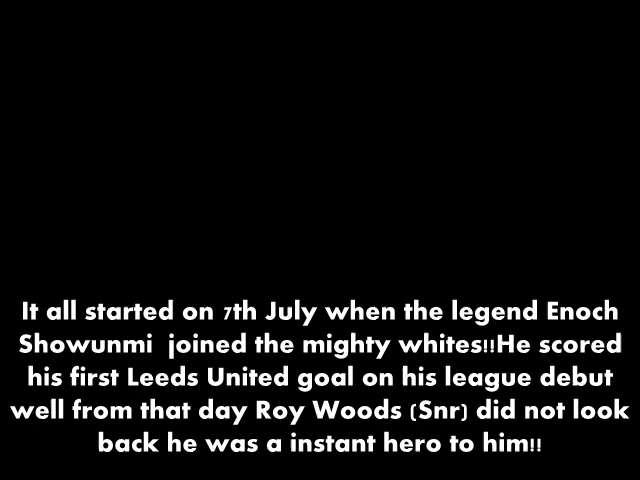 It all started on 7th July when the legend Enoch
Showunmi  joined the mighty whites!!He scored
his first Leeds United goal on his league debut
well from that day Roy Woods (Snr) did not look
back he was a instant hero to him!!